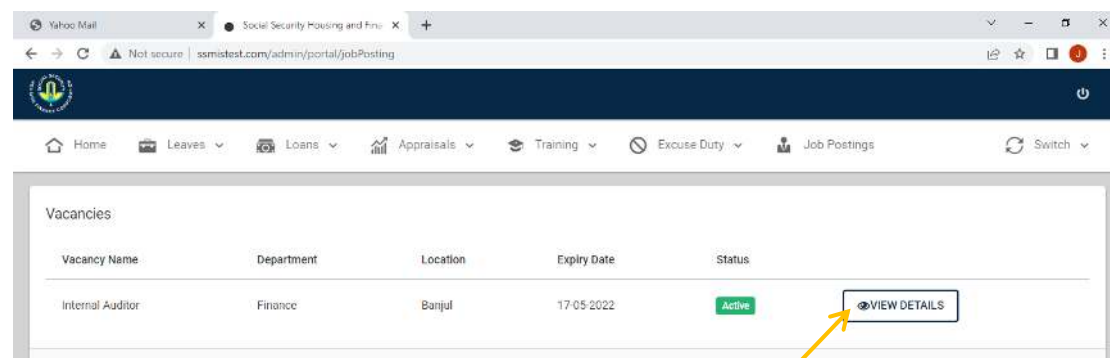 Yahoo Mail
Social Security Housing and Fina
Not secure | ssmistest.com/admin/portal/jobPosting
J
Home Leaves Loans Appraisals Training Excuse Duty Job Postings Switch
Vacancies
Vacancy Name Department Location Expiry Date Status
Internal Auditor Finance Banjul 17-05-2022 Active VIEW DETAILS